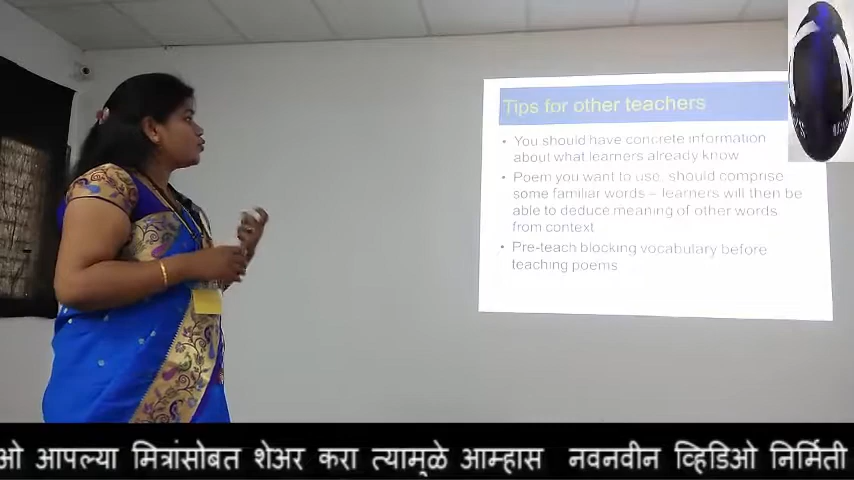 Tips for other teachers
• You should have concrete information
about what learners already know
• Poem you want to use, should comprise
some familiar words – learners will then be
able to deduce meaning of other words
from context
• Pre-teach blocking vocabulary before
teaching poems
आपल्या मित्रांसोबत शेअर करा त्यामुळे आम्हास नवनवीन व्हिडिओ निर्मिती